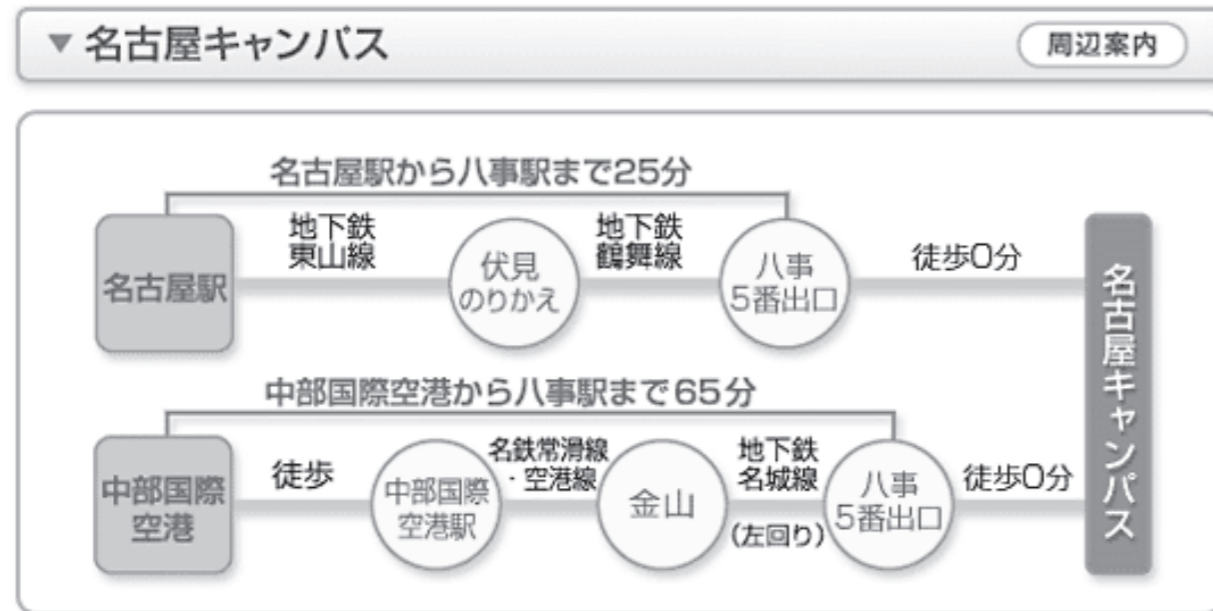 ▼名古屋キャンパス
周辺案内
名古屋駅から八事駅まで25分
名古屋駅
地下鉄
東山線
伏見
のりかえ
地下鉄
鶴舞線
八事
5番出口
徒歩0分
中部国際空港から八事駅まで65分
中部国際
空港
徒歩
中部国際
空港駅
名鉄常滑線
・空港線
金山
地下鉄
名城線
(左回り)
八事
5番出口
徒歩0分
名古屋キャンパス